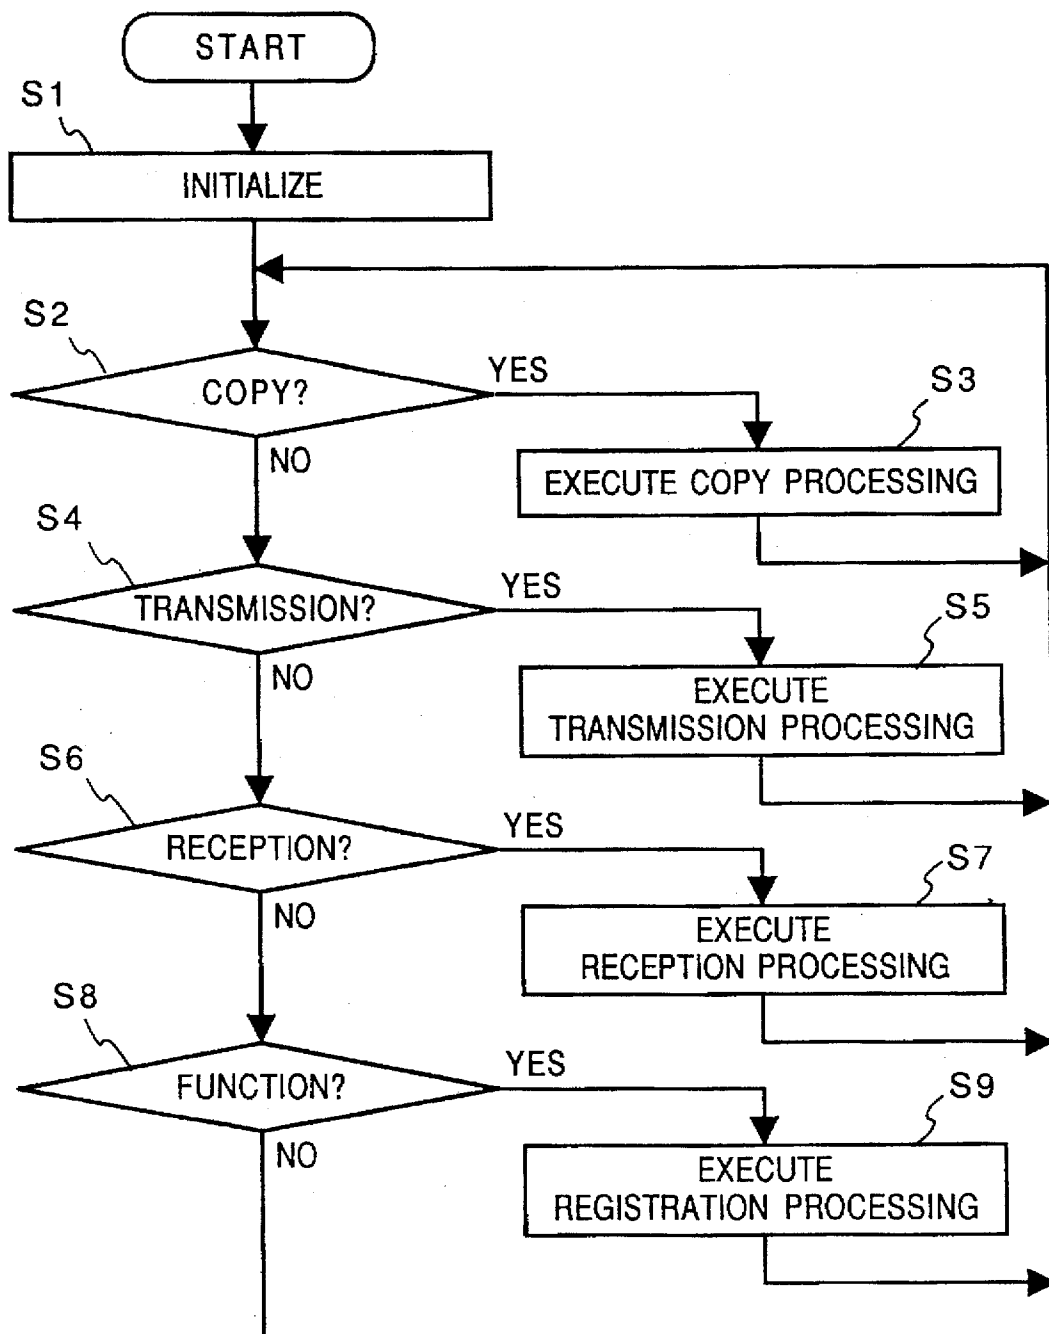 START
S1
INITIALIZE
S2
COPY?
YES
NO
S3
EXECUTE COPY PROCESSING
S4
TRANSMISSION?
YES
NO
S5
EXECUTE
TRANSMISSION PROCESSING
S6
RECEPTION?
YES
NO
S7
EXECUTE
RECEPTION PROCESSING
S8
FUNCTION?
YES
NO
S9
EXECUTE
REGISTRATION PROCESSING